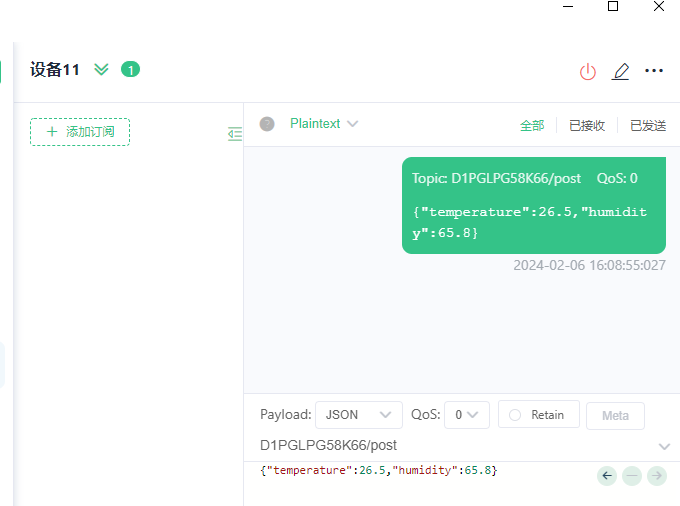 设备11 1
添加订阅
Plaintext 全部 已接收 已发送
Topic: D1PGLPG58K66/post QoS: 0
{"temperature":26.5,"humidit
y":65.8}
2024-02-06 16:08:55:027
Payload: JSON QoS: 0 Retain Meta
D1PGLPG58K66/post
{"temperature":26.5,"humidity":65.8}